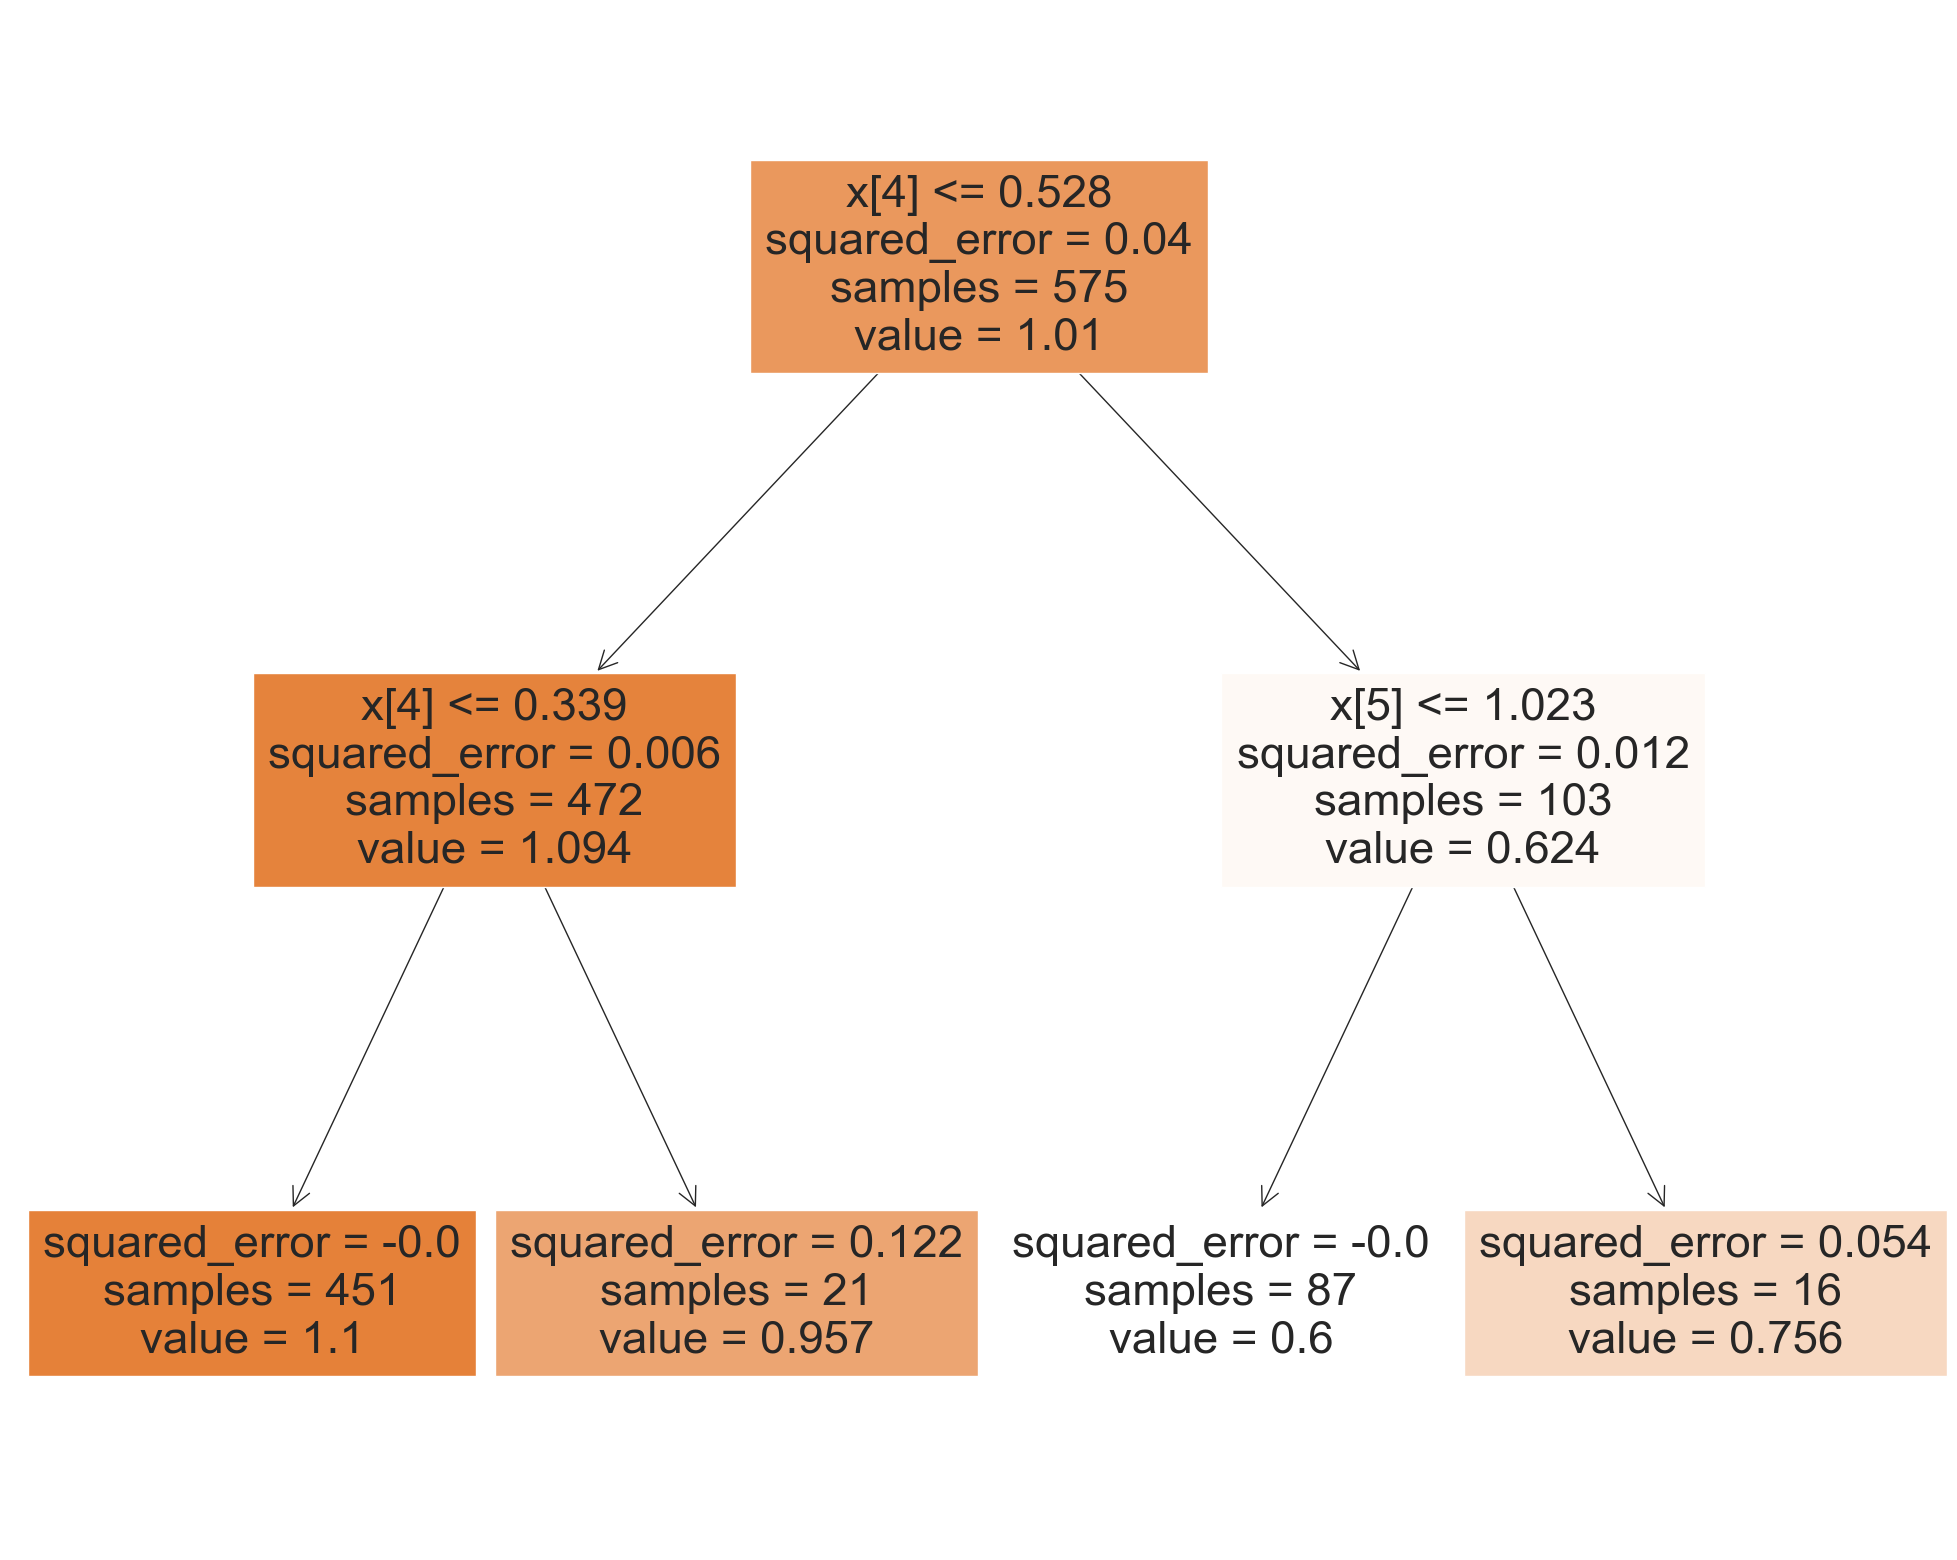 x[4] <= 0.528
squared_error = 0.04
samples = 575
value = 1.01
x[4] <= 0.339
squared_error = 0.006
samples = 472
value = 1.094
x[5] <= 1.023
squared_error = 0.012
samples = 103
value = 0.624
squared_error = -0.0
samples = 451
value = 1.1
squared_error = 0.122
samples = 21
value = 0.957
squared_error = -0.0
samples = 87
value = 0.6
squared_error = 0.054
samples = 16
value = 0.756